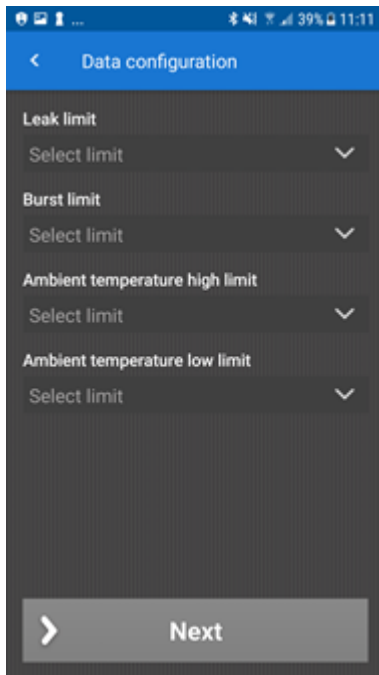 ... 39% 11:11
Data configuration
Leak limit
Select limit
Burst limit
Select limit
Ambient temperature high limit
Select limit
Ambient temperature low limit
Select limit
Next